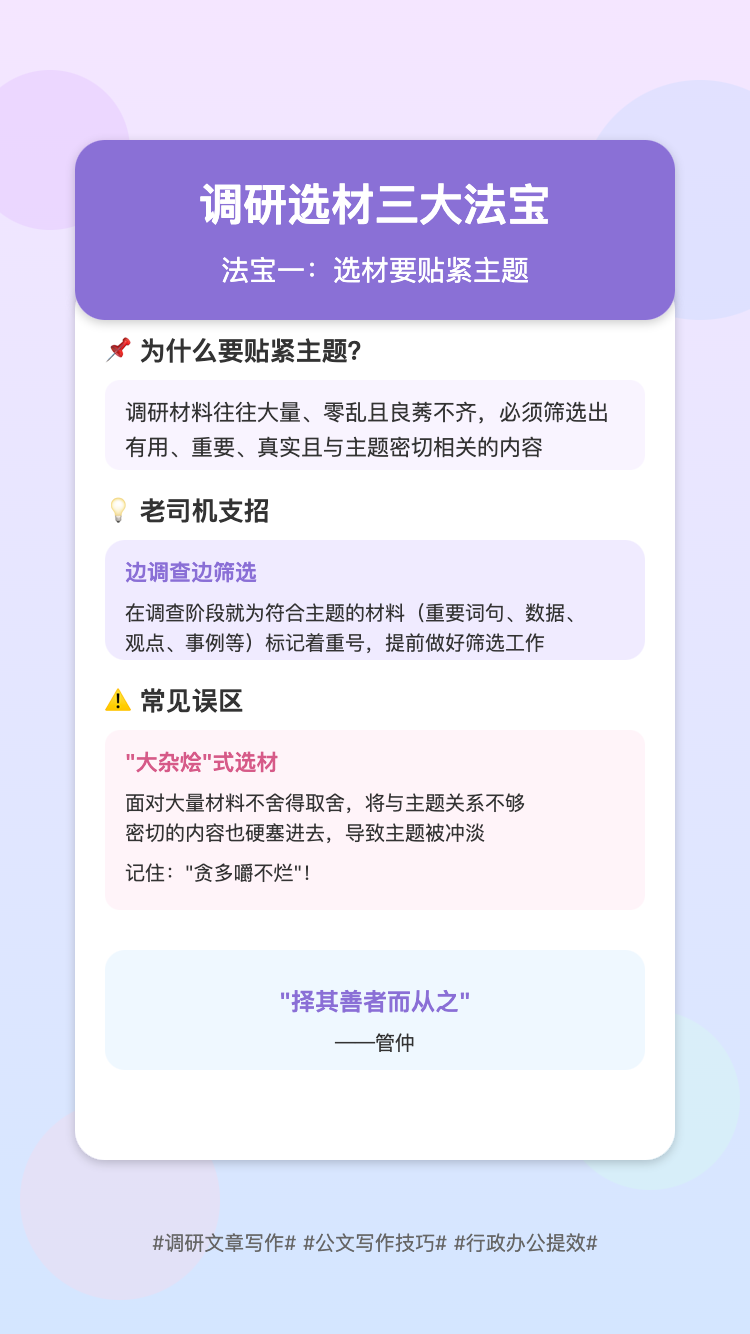 调研选材三大法宝
法宝一：选材要贴紧主题
📌 为什么要贴紧主题？
调研材料往往大量、零乱且良莠不齐，必须筛选出
有用、重要、真实且与主题密切相关的内容
💡 老司机支招
边调查边筛选
在调查阶段就为符合主题的材料（重要词句、数据、
观点、事例等）标记着重号，提前做好筛选工作
⚠️ 常见误区
"大杂烩"式选材
面对大量材料不舍得取舍，将与主题关系不够
密切的内容也硬塞进去，导致主题被冲淡
记住："贪多嚼不烂"！
"择其善者而从之"
——管仲
#调研文章写作# #公文写作技巧# #行政办公提效#